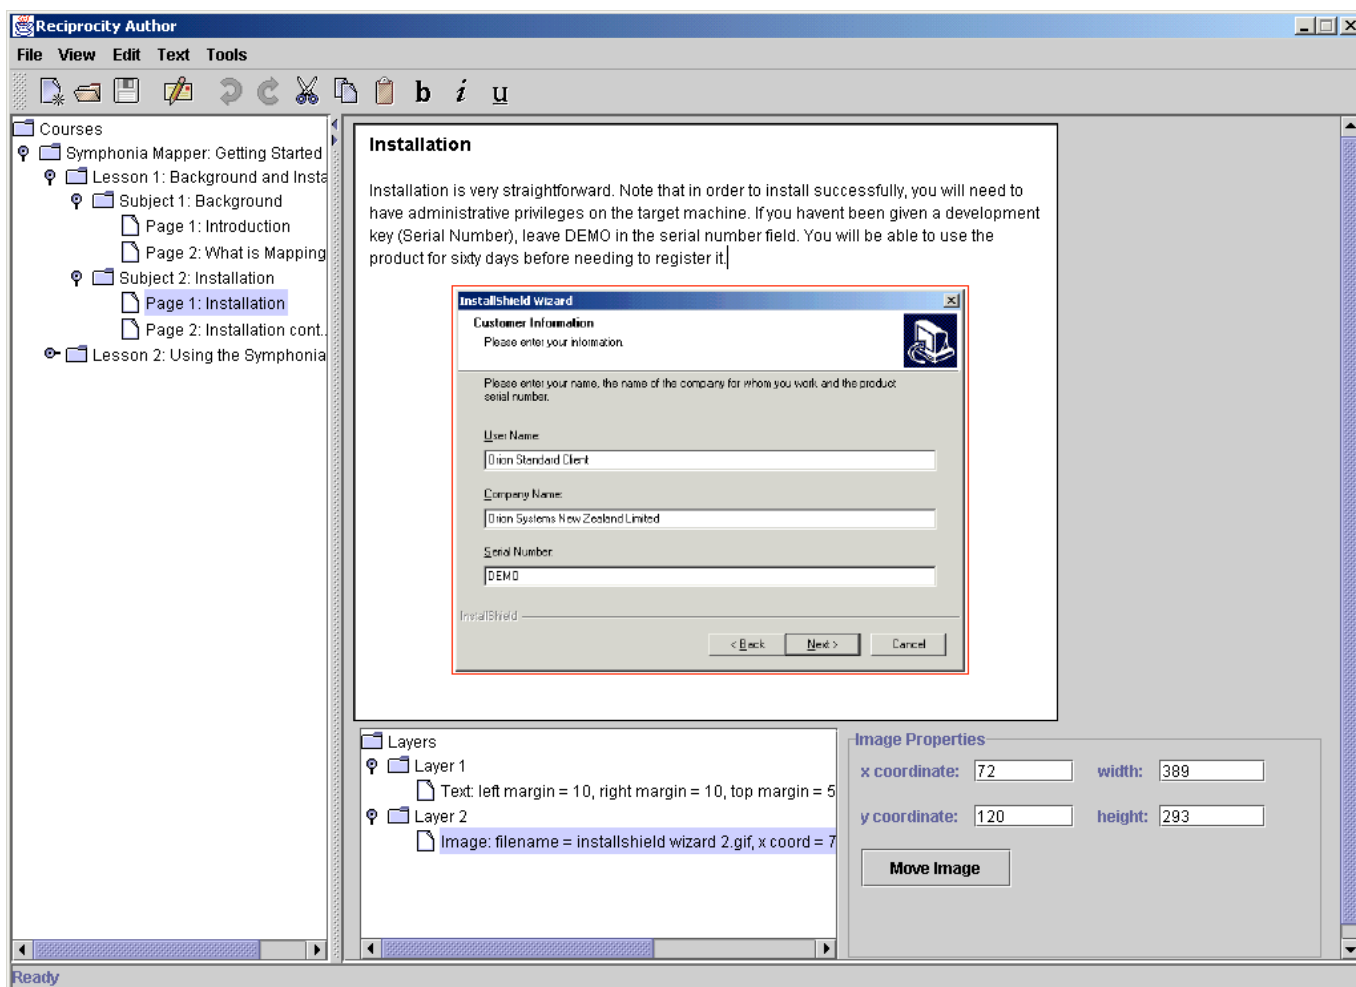 Reciprocity Author
File View Edit Text Tools
b i u
Courses
Symphonia Mapper: Getting Started
Lesson 1: Background and Insta
Subject 1: Background
Page 1: Introduction
Page 2: What is Mapping
Subject 2: Installation
Page 1: Installation
Page 2: Installation cont..
Lesson 2: Using the Symphonia
Installation
Installation is very straightforward. Note that in order to install successfully, you will need to
have administrative privileges on the target machine. If you havent been given a development
key (Serial Number), leave DEMO in the serial number field. You will be able to use the
product for sixty days before needing to register it.
InstallShield Wizard
Customer Information
Please enter your information.
Please enter your name, the name of the company for whom you work and the product
serial number.
User Name:
Orion Standard Client
Company Name:
Orion Systems New Zealand Limited
Serial Number:
DEMO
InstallShield
< Back Next > Cancel
Layers
Layer 1
Text: left margin = 10, right margin = 10, top margin = 5
Layer 2
Image: filename = installshield wizard 2.gif, x coord = 7
Image Properties
x coordinate: 72 width: 389
y coordinate: 120 height: 293
Move Image
Ready